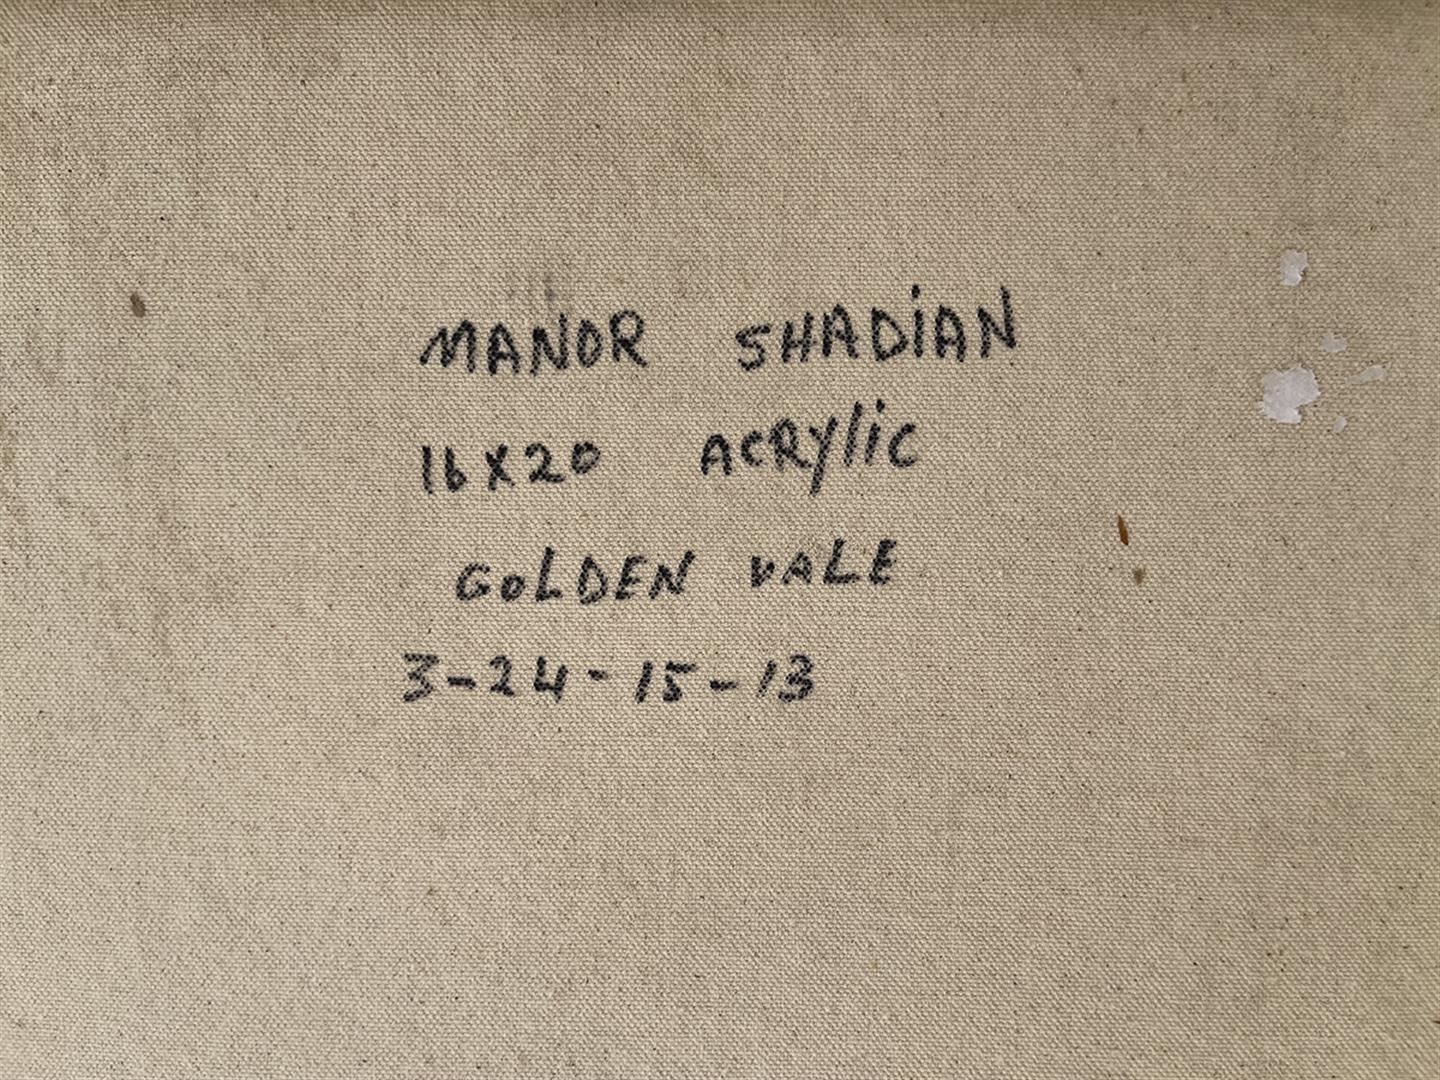 MANOR SHADiAN
16X20 ACRYlic
GOLDEN VALE
3-24-15-13